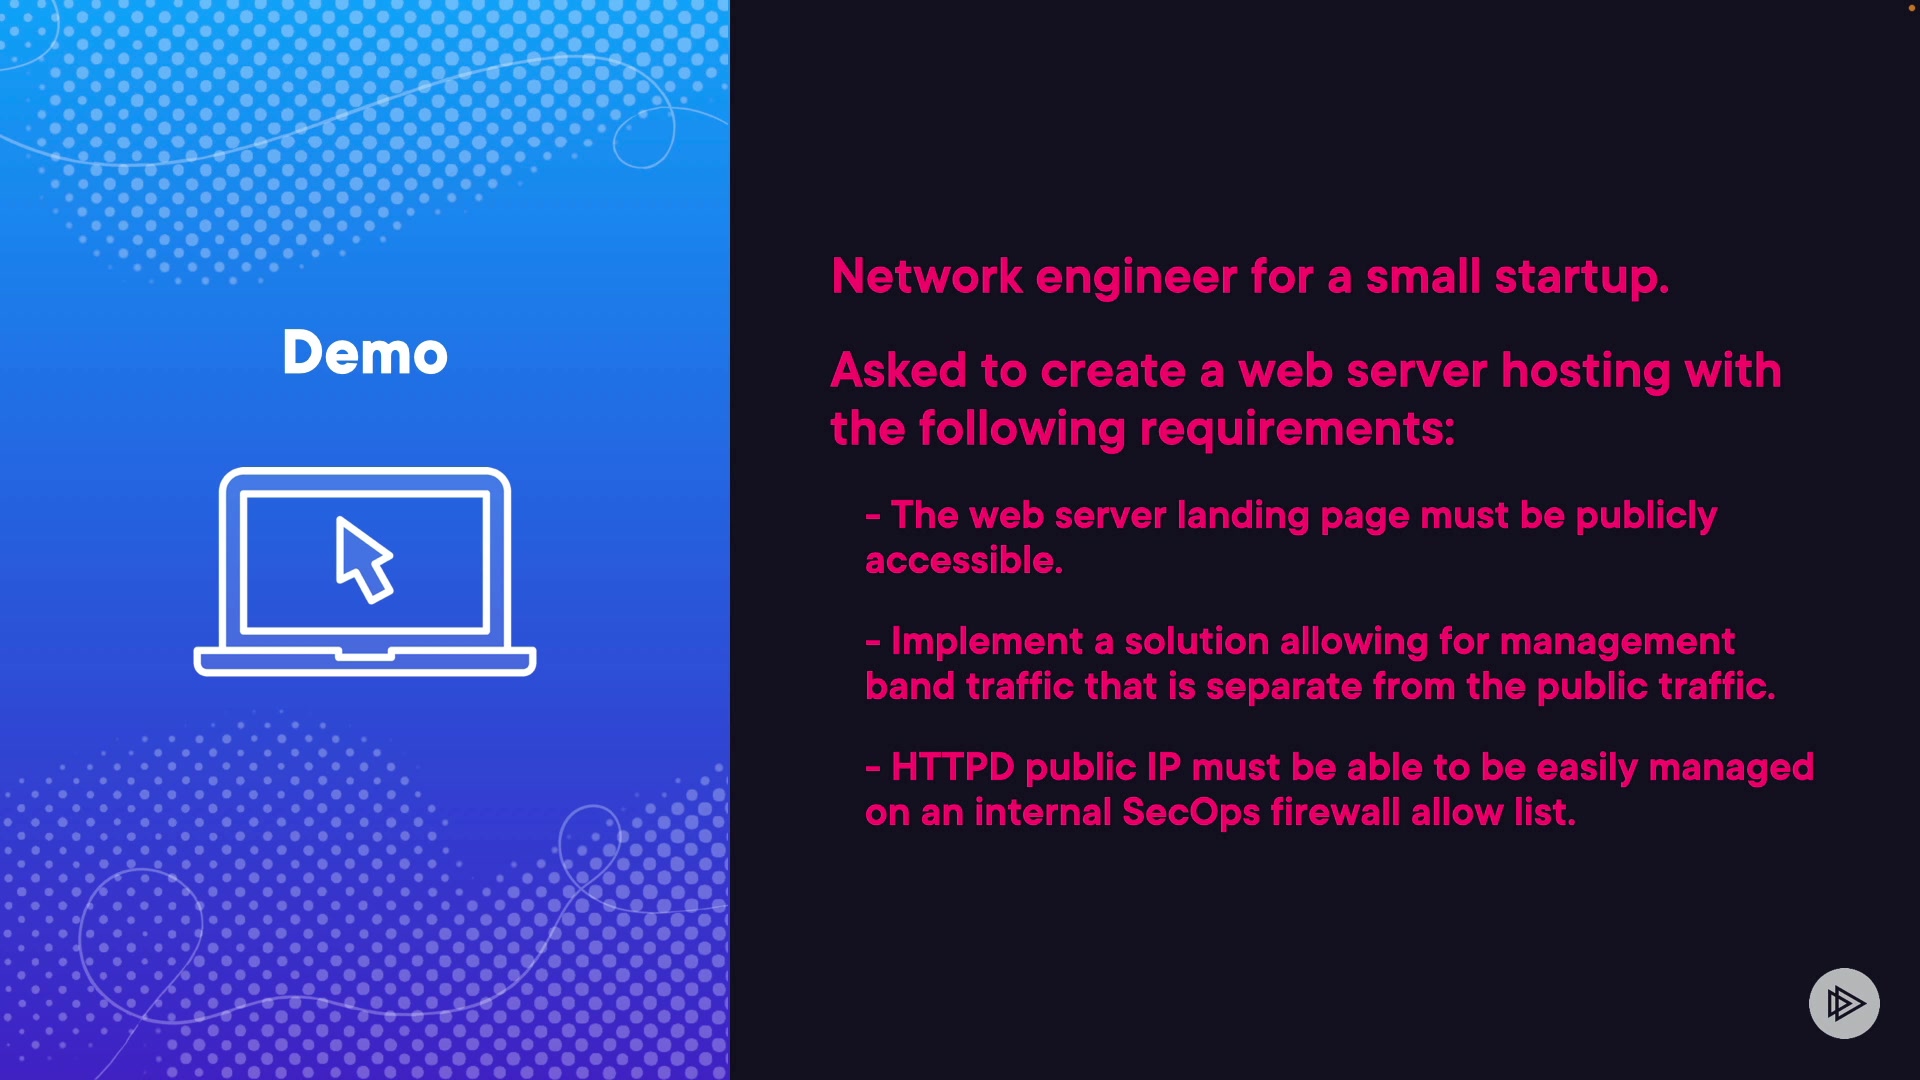 Demo
Network engineer for a small startup.
Asked to create a web server hosting with
the following requirements:
- The web server landing page must be publicly
accessible.
- Implement a solution allowing for management
band traffic that is separate from the public traffic.
- HTTPD public IP must be able to be easily managed
on an internal SecOps firewall allow list.